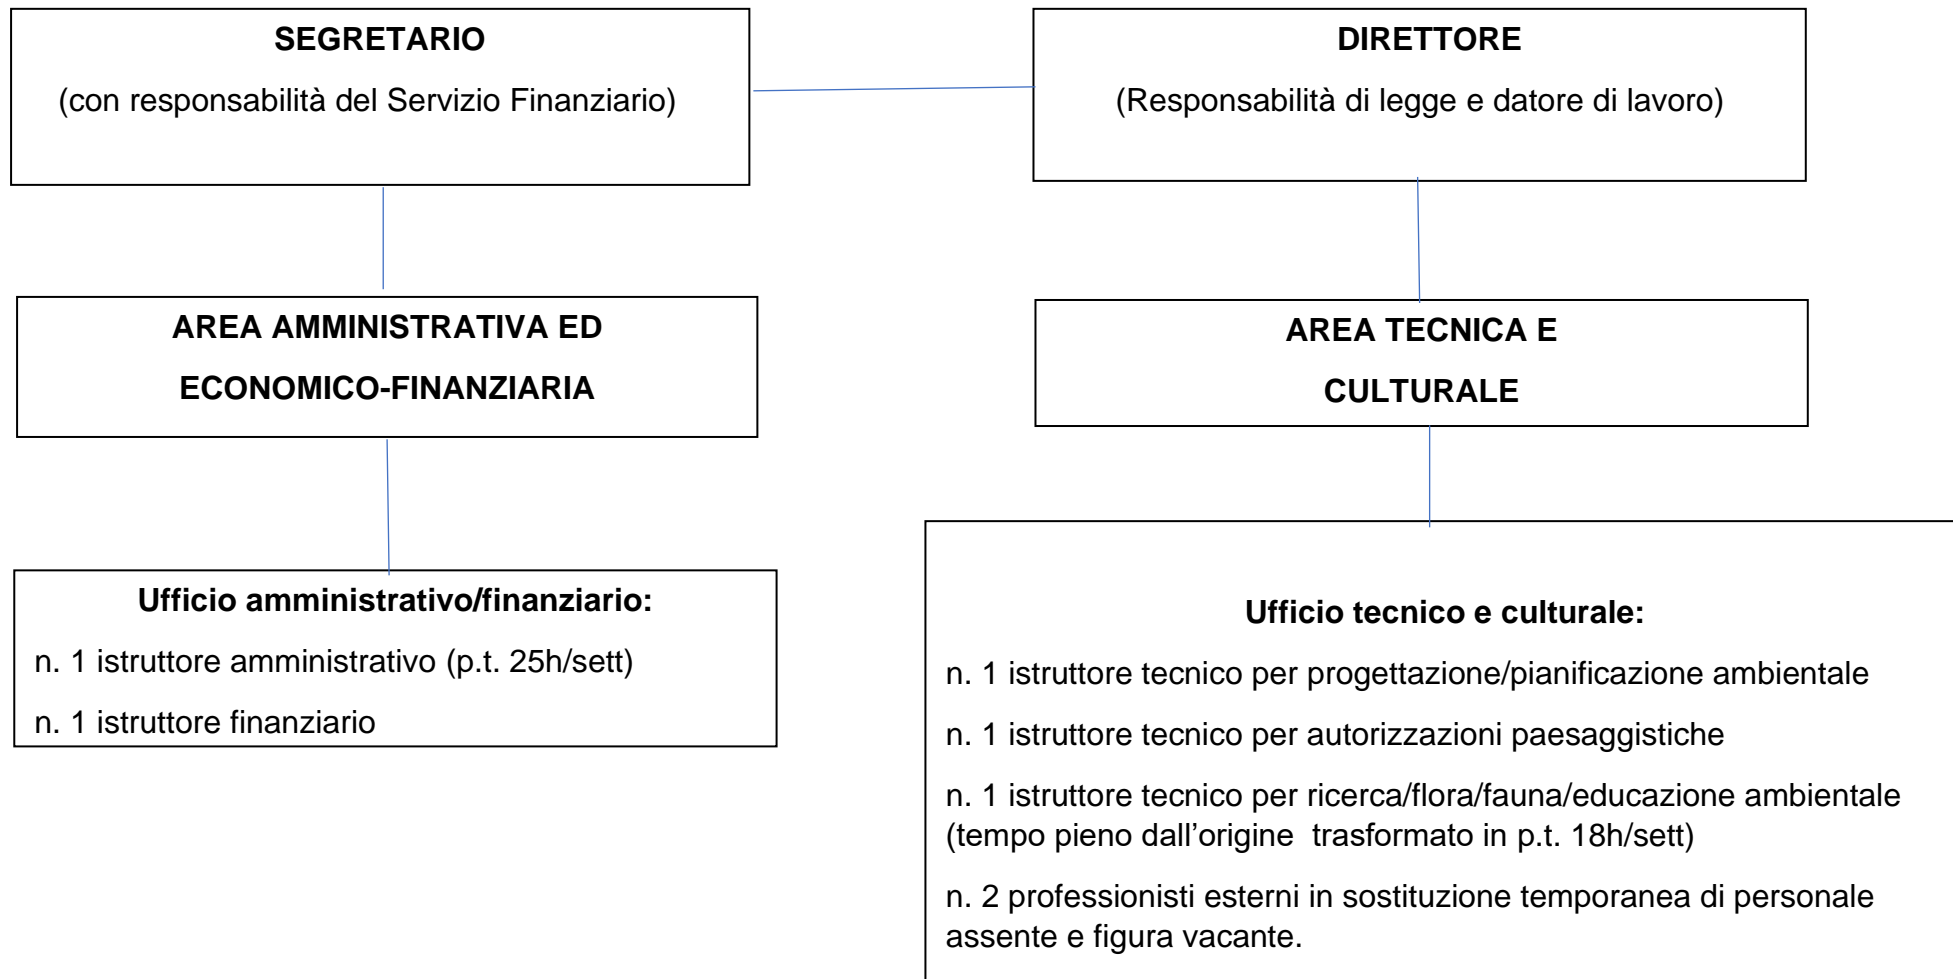 SEGRETARIO
(con responsabilità del Servizio Finanziario)
DIRETTORE
(Responsabilità di legge e datore di lavoro)
AREA AMMINISTRATIVA ED
ECONOMICO-FINANZIARIA
AREA TECNICA E
CULTURALE
Ufficio amministrativo/finanziario:
n. 1 istruttore amministrativo (p.t. 25h/sett)
n. 1 istruttore finanziario
Ufficio tecnico e culturale:
n. 1 istruttore tecnico per progettazione/pianificazione ambientale
n. 1 istruttore tecnico per autorizzazioni paesaggistiche
n. 1 istruttore tecnico per ricerca/flora/fauna/educazione ambientale
(tempo pieno dall’origine  trasformato in p.t. 18h/sett)
n. 2 professionisti esterni in sostituzione temporanea di personale
assente e figura vacante.